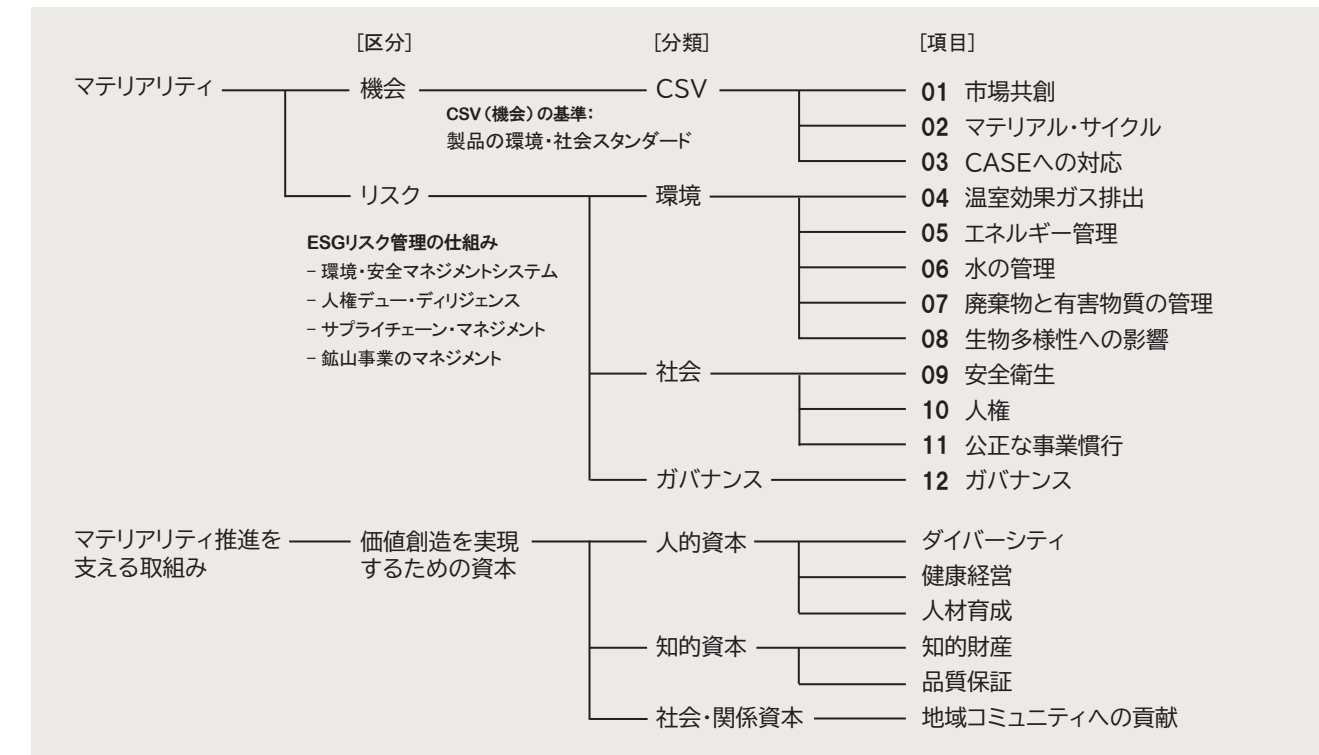 [区分] [分類] [項目]
マテリアリティ 機会 CSV 01 市場共創
CSV（機会）の基準：
製品の環境・社会スタンダード
02 マテリアル・サイクル
03 CASEへの対応
リスク 環境 04 温室効果ガス排出
ESGリスク管理の仕組み
− 環境・安全マネジメントシステム
− 人権デュー・ディリジェンス
− サプライチェーン・マネジメント
− 鉱山事業のマネジメント
05 エネルギー管理
06 水の管理
07 廃棄物と有害物質の管理
08 生物多様性への影響
社会 09 安全衛生
10 人権
11 公正な事業慣行
ガバナンス 12 ガバナンス
マテリアリティ推進を
支える取組み
価値創造を実現
するための資本
人的資本 ダイバーシティ
健康経営
人材育成
知的資本 知的財産
品質保証
社会・関係資本 地域コミュニティへの貢献